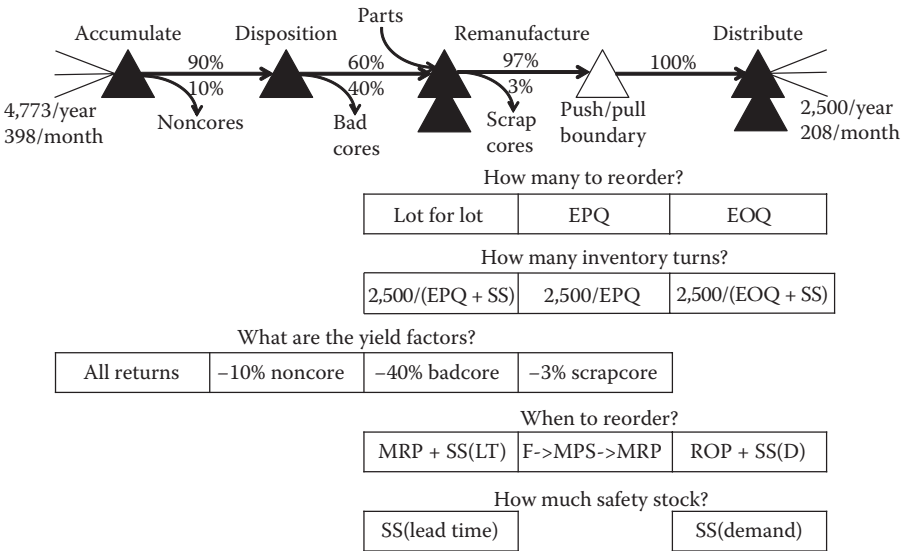 Parts
Accumulate
Disposition
Remanufacture
Distribute
90%
60%
97%
100%
10%
40%
3%
4,773/year
398/month
Noncores
Bad
cores
Scrap
cores
Push/pull
boundary
2,500/year
208/month
How many to reorder?
Lot for lot
EPQ
EOQ
How many inventory turns?
2,500/(EPQ + SS)
2,500/EPQ
2,500/(EOQ + SS)
What are the yield factors?
All returns
–10% noncore
–40% badcore
–3% scrapcore
When to reorder?
MRP + SS(LT)
F->MPS->MRP
ROP + SS(D)
How much safety stock?
SS(lead time)
SS(demand)